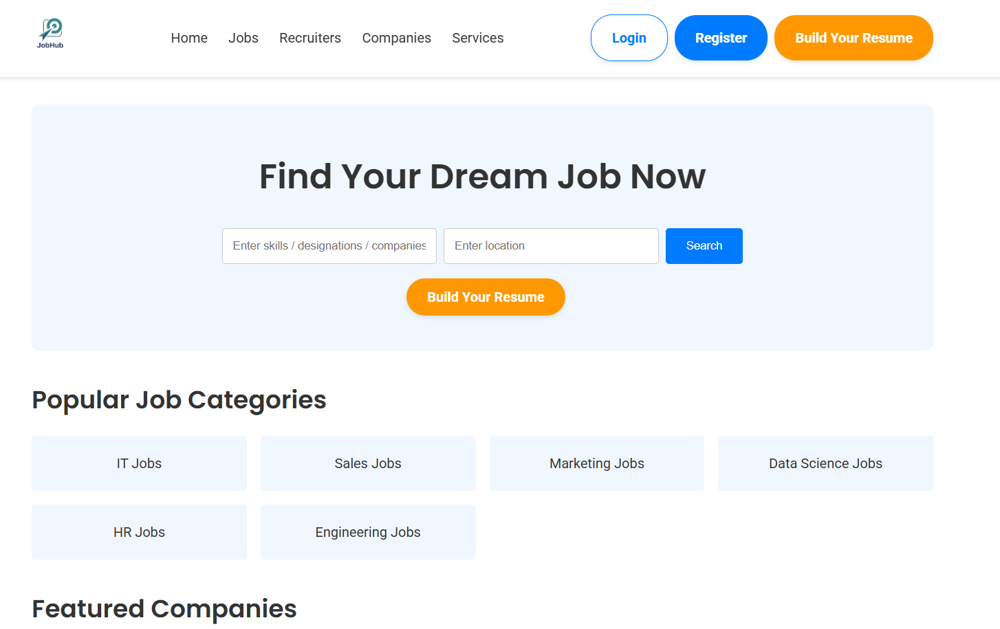 JobHub
Home Jobs Recruiters Companies Services Login Register Build Your Resume
Find Your Dream Job Now
Enter skills / designations / companies Enter location Search
Build Your Resume
Popular Job Categories
IT Jobs Sales Jobs Marketing Jobs Data Science Jobs
HR Jobs Engineering Jobs
Featured Companies